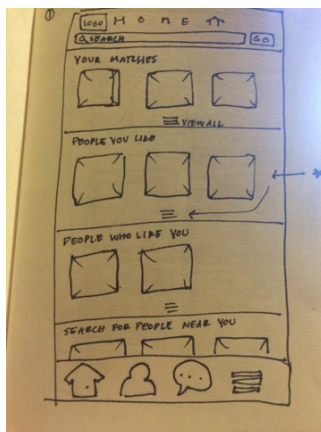 1
LOGO HOME
SEARCH GO
YOUR MATCHES
VIEW ALL
PEOPLE YOU LIKE
PEOPLE WHO LIKE YOU
SEARCH FOR PEOPLE NEAR YOU